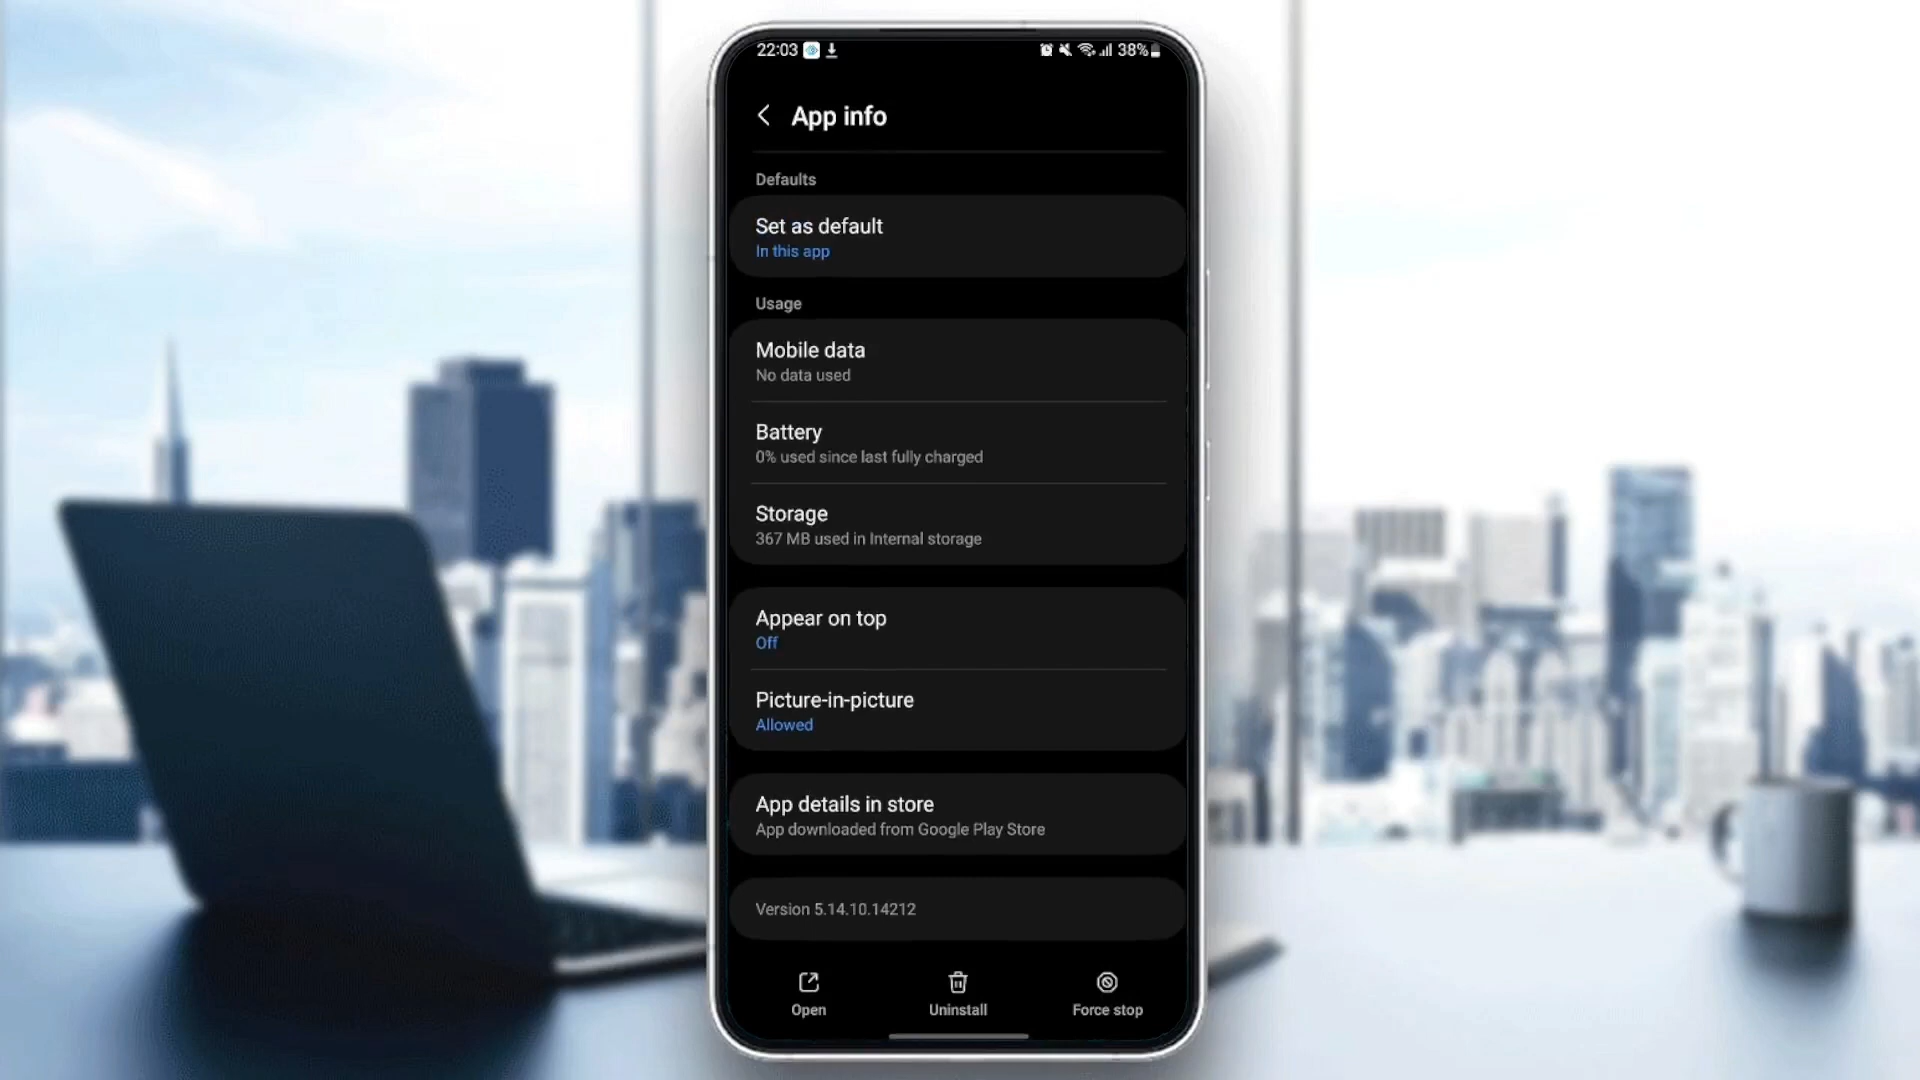 22:03
38%
App info
Defaults
Set as default
In this app
Usage
Mobile data
No data used
Battery
0% used since last fully charged
Storage
367 MB used in Internal storage
Appear on top
Off
Picture-in-picture
Allowed
App details in store
App downloaded from Google Play Store
Version 5.14.10.14212
Open
Uninstall
Force stop